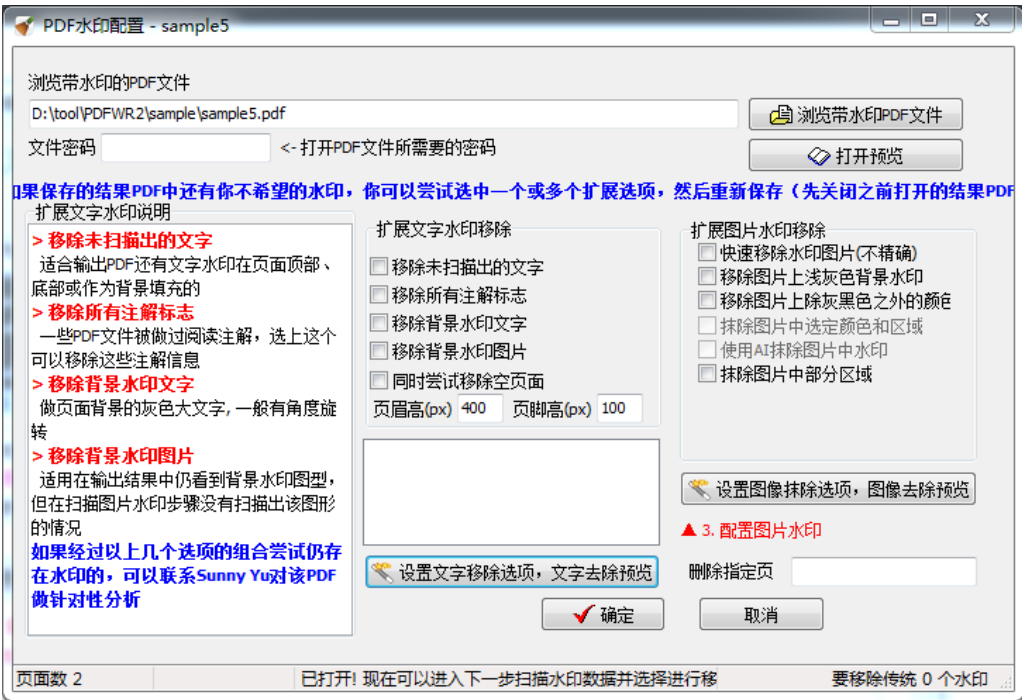 PDF水印配置 - sample5
浏览带水印的PDF文件
D:\tool\PDFWR2\sample\sample5.pdf
浏览带水印PDF文件
文件密码
<- 打开PDF文件所需要的密码
打开预览
如果保存的结果PDF中还有你不希望的水印，你可以尝试选中一个或多个扩展选项，然后重新保存（先关闭之前打开的结果PDF
扩展文字水印说明
> 移除未扫描出的文字
适合输出PDF还有文字水印在页面顶部、
底部或作为背景填充的
> 移除所有注解标志
一些PDF文件被做过阅读注解，选上这个
可以移除这些注解信息
> 移除背景水印文字
做页面背景的灰色大文字, 一般有角度旋
转
> 移除背景水印图片
适用在输出结果中仍看到背景水印图型，
但在扫描图片水印步骤没有扫描出该图形
的情况
如果经过以上几个选项的组合尝试仍存
在水印的，可以联系Sunny Yu对该PDF
做针对性分析
扩展文字水印移除
移除未扫描出的文字
移除所有注解标志
移除背景水印文字
移除背景水印图片
同时尝试移除空页面
页眉高(px) 400 页脚高(px) 100
设置文字移除选项，文字去除预览
扩展图片水印移除
快速移除水印图片(不精确)
移除图片上浅灰色背景水印
移除图片上除灰黑色之外的颜色
抹除图片中选定颜色和区域
使用AI抹除图片中水印
抹除图片中部分区域
设置图像抹除选项，图像去除预览
▲ 3. 配置图片水印
删除指定页
确定
取消
页面数 2
已打开! 现在可以进入下一步扫描水印数据并选择进行移
要移除传统 0 个水印